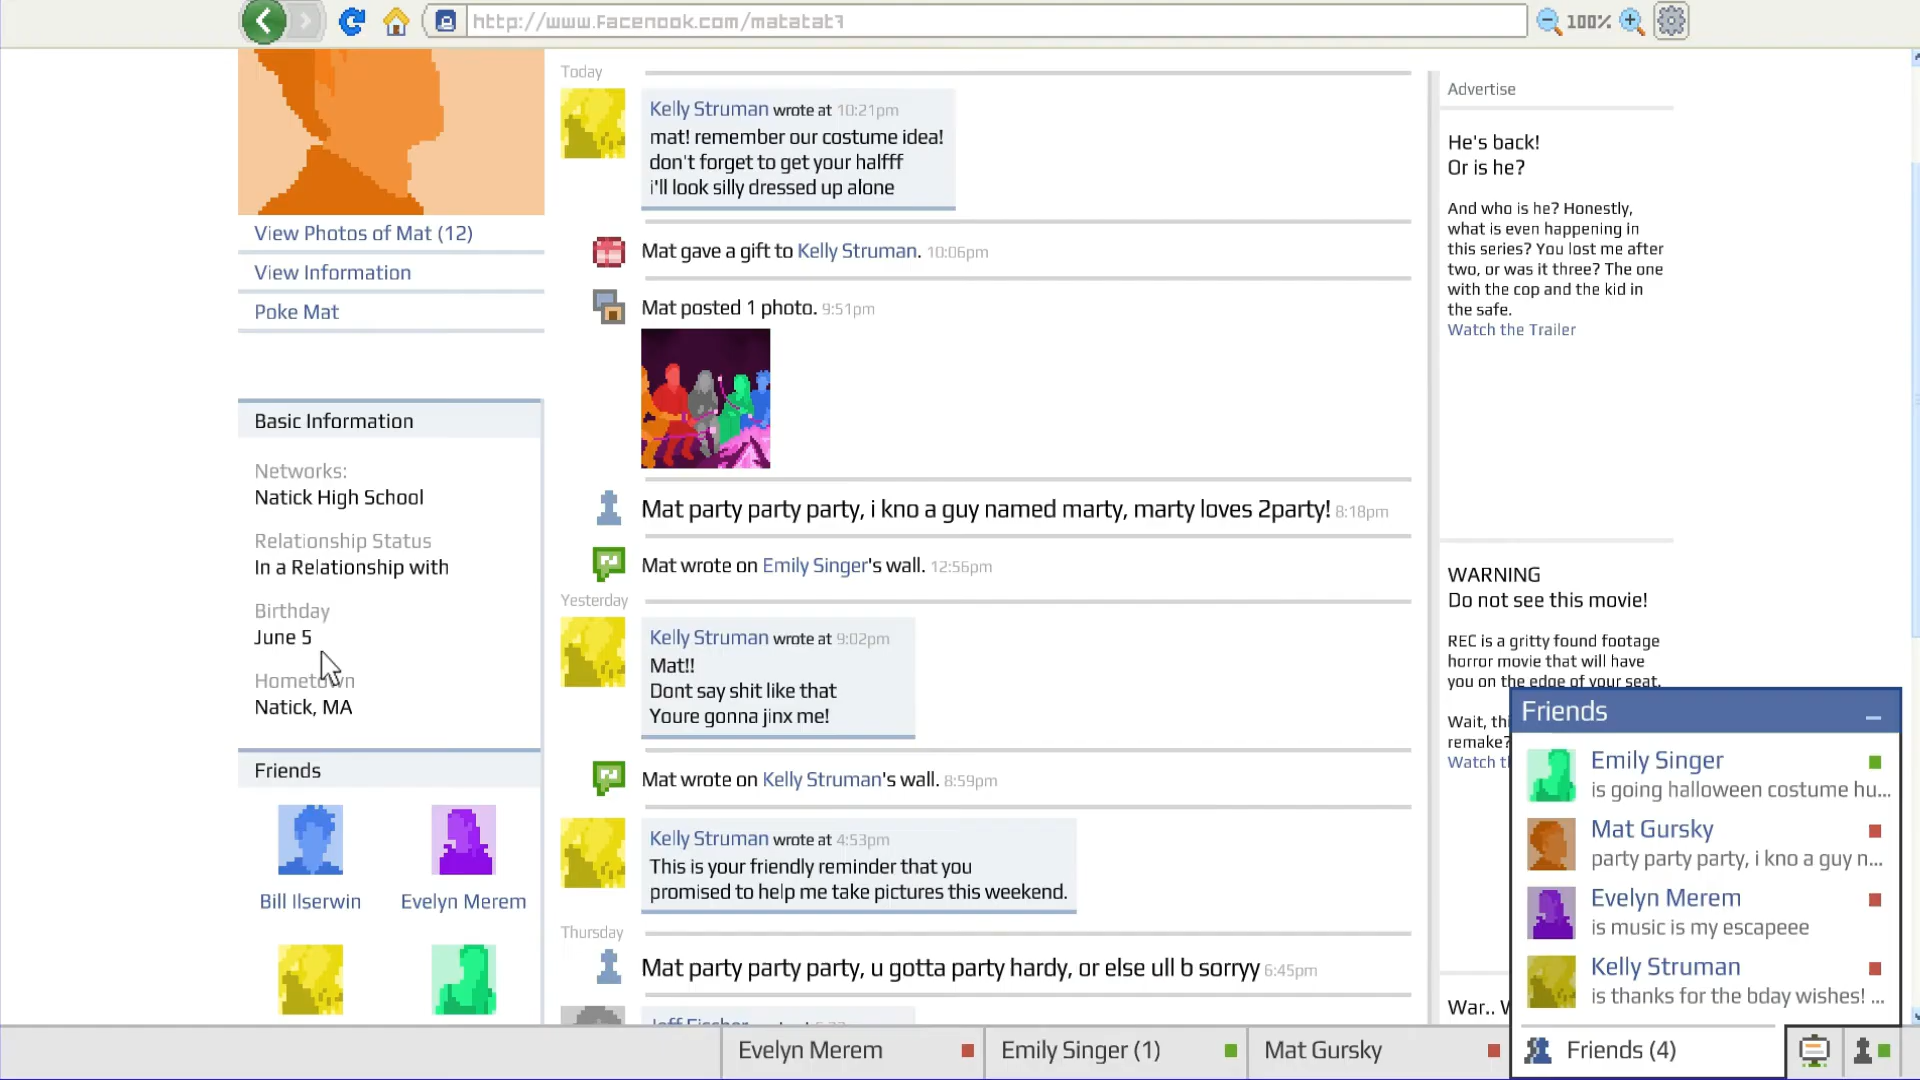 http://www.facenook.com/matatat7
100%
View Photos of Mat (12)
View Information
Poke Mat
Basic Information
Networks:
Natick High School
Relationship Status
In a Relationship with
Birthday
June 5
Hometown
Natick, MA
Friends
Bill Ilserwin
Evelyn Merem
Today
Kelly Struman wrote at 10:21pm
mat! remember our costume idea!
don't forget to get your halfff
i'll look silly dressed up alone
Mat gave a gift to Kelly Struman. 10:06pm
Mat posted 1 photo. 9:51pm
Mat party party party, i kno a guy named marty, marty loves 2party! 8:18pm
Mat wrote on Emily Singer's wall. 12:56pm
Yesterday
Kelly Struman wrote at 9:02pm
Mat!!
Dont say shit like that
Youre gonna jinx me!
Mat wrote on Kelly Struman's wall. 8:59pm
Kelly Struman wrote at 4:53pm
This is your friendly reminder that you
promised to help me take pictures this weekend.
Thursday
Mat party party party, u gotta party hardy, or else ull b sorryy 6:45pm
Advertise
He's back!
Or is he?
And who is he? Honestly,
what is even happening in
this series? You lost me after
two, or was it three? The one
with the cop and the kid in
the safe.
Watch the Trailer
WARNING
Do not see this movie!
REC is a gritty found footage
horror movie that will have
you on the edge of your seat.
Wait, thi
remake?
Watch t
War..
Friends
Emily Singer
is going halloween costume hu...
Mat Gursky
party party party, i kno a guy n...
Evelyn Merem
is music is my escapeee
Kelly Struman
is thanks for the bday wishes! ...
Evelyn Merem
Emily Singer (1)
Mat Gursky
Friends (4)